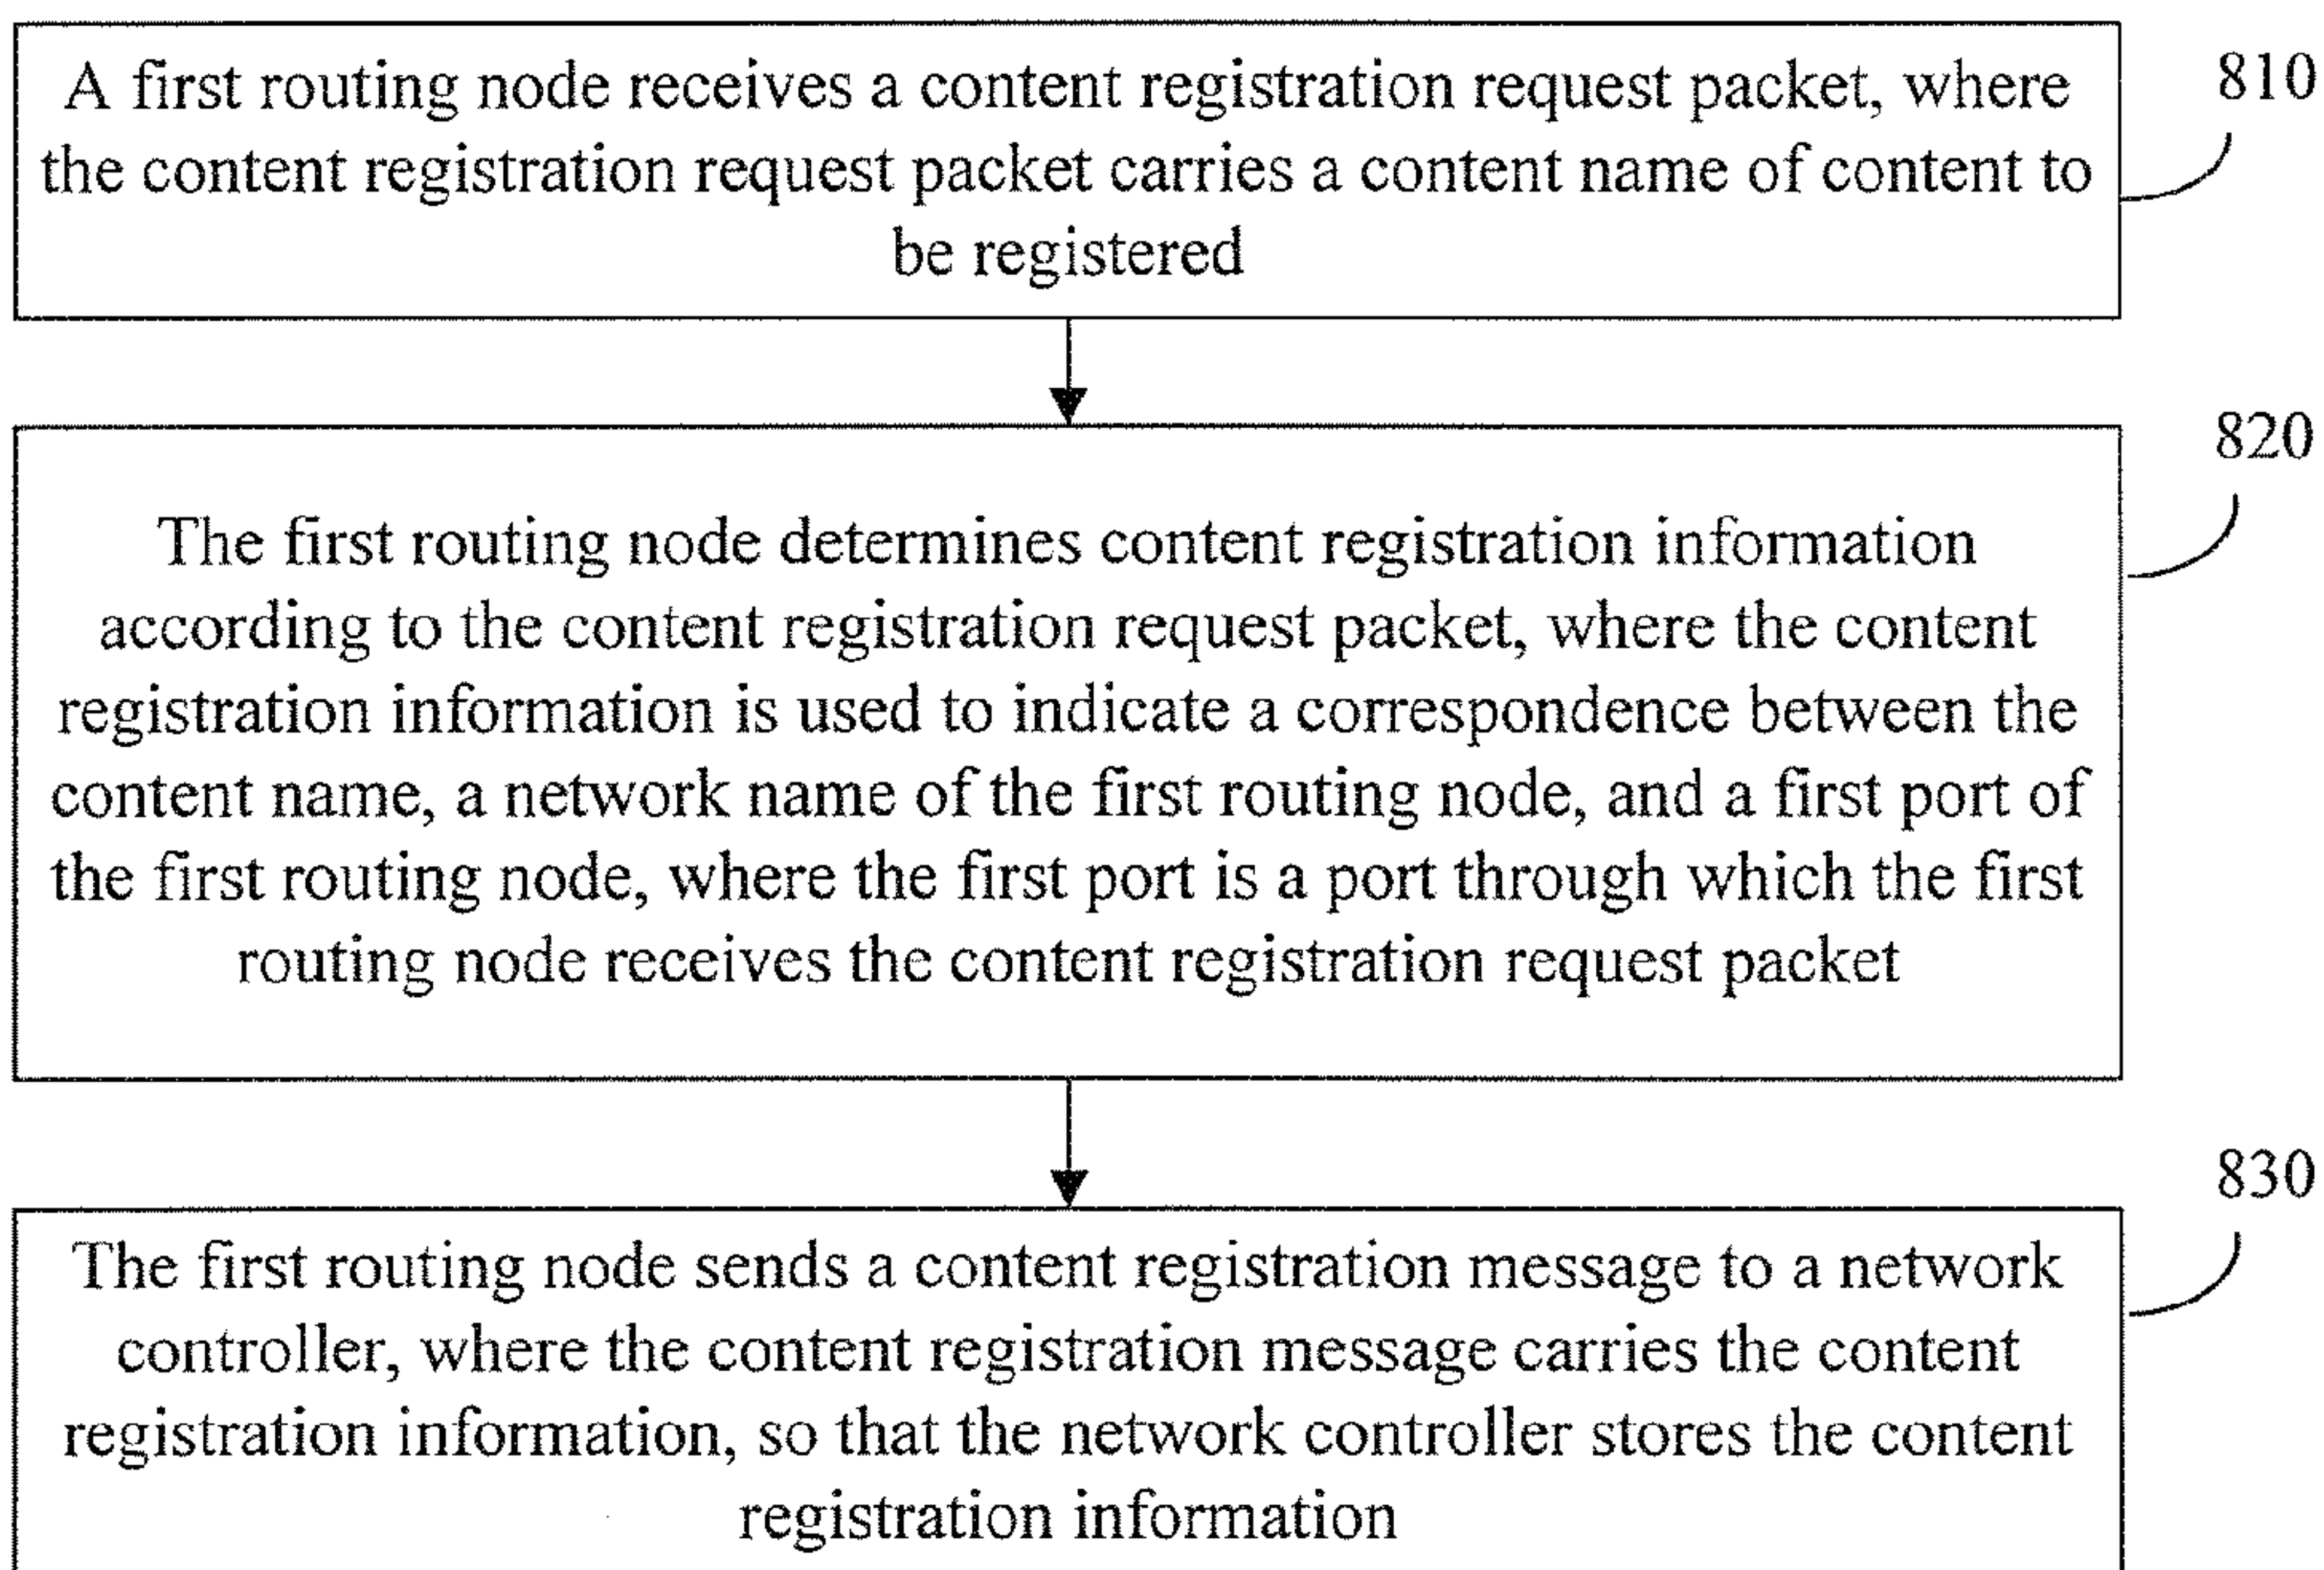 A first routing node receives a content registration request packet, where
the content registration request packet carries a content name of content to
be registered
810
The first routing node determines content registration information
according to the content registration request packet, where the content
registration information is used to indicate a correspondence between the
content name, a network name of the first routing node, and a first port of
the first routing node, where the first port is a port through which the first
routing node receives the content registration request packet
820
The first routing node sends a content registration message to a network
controller, where the content registration message carries the content
registration information, so that the network controller stores the content
registration information
830